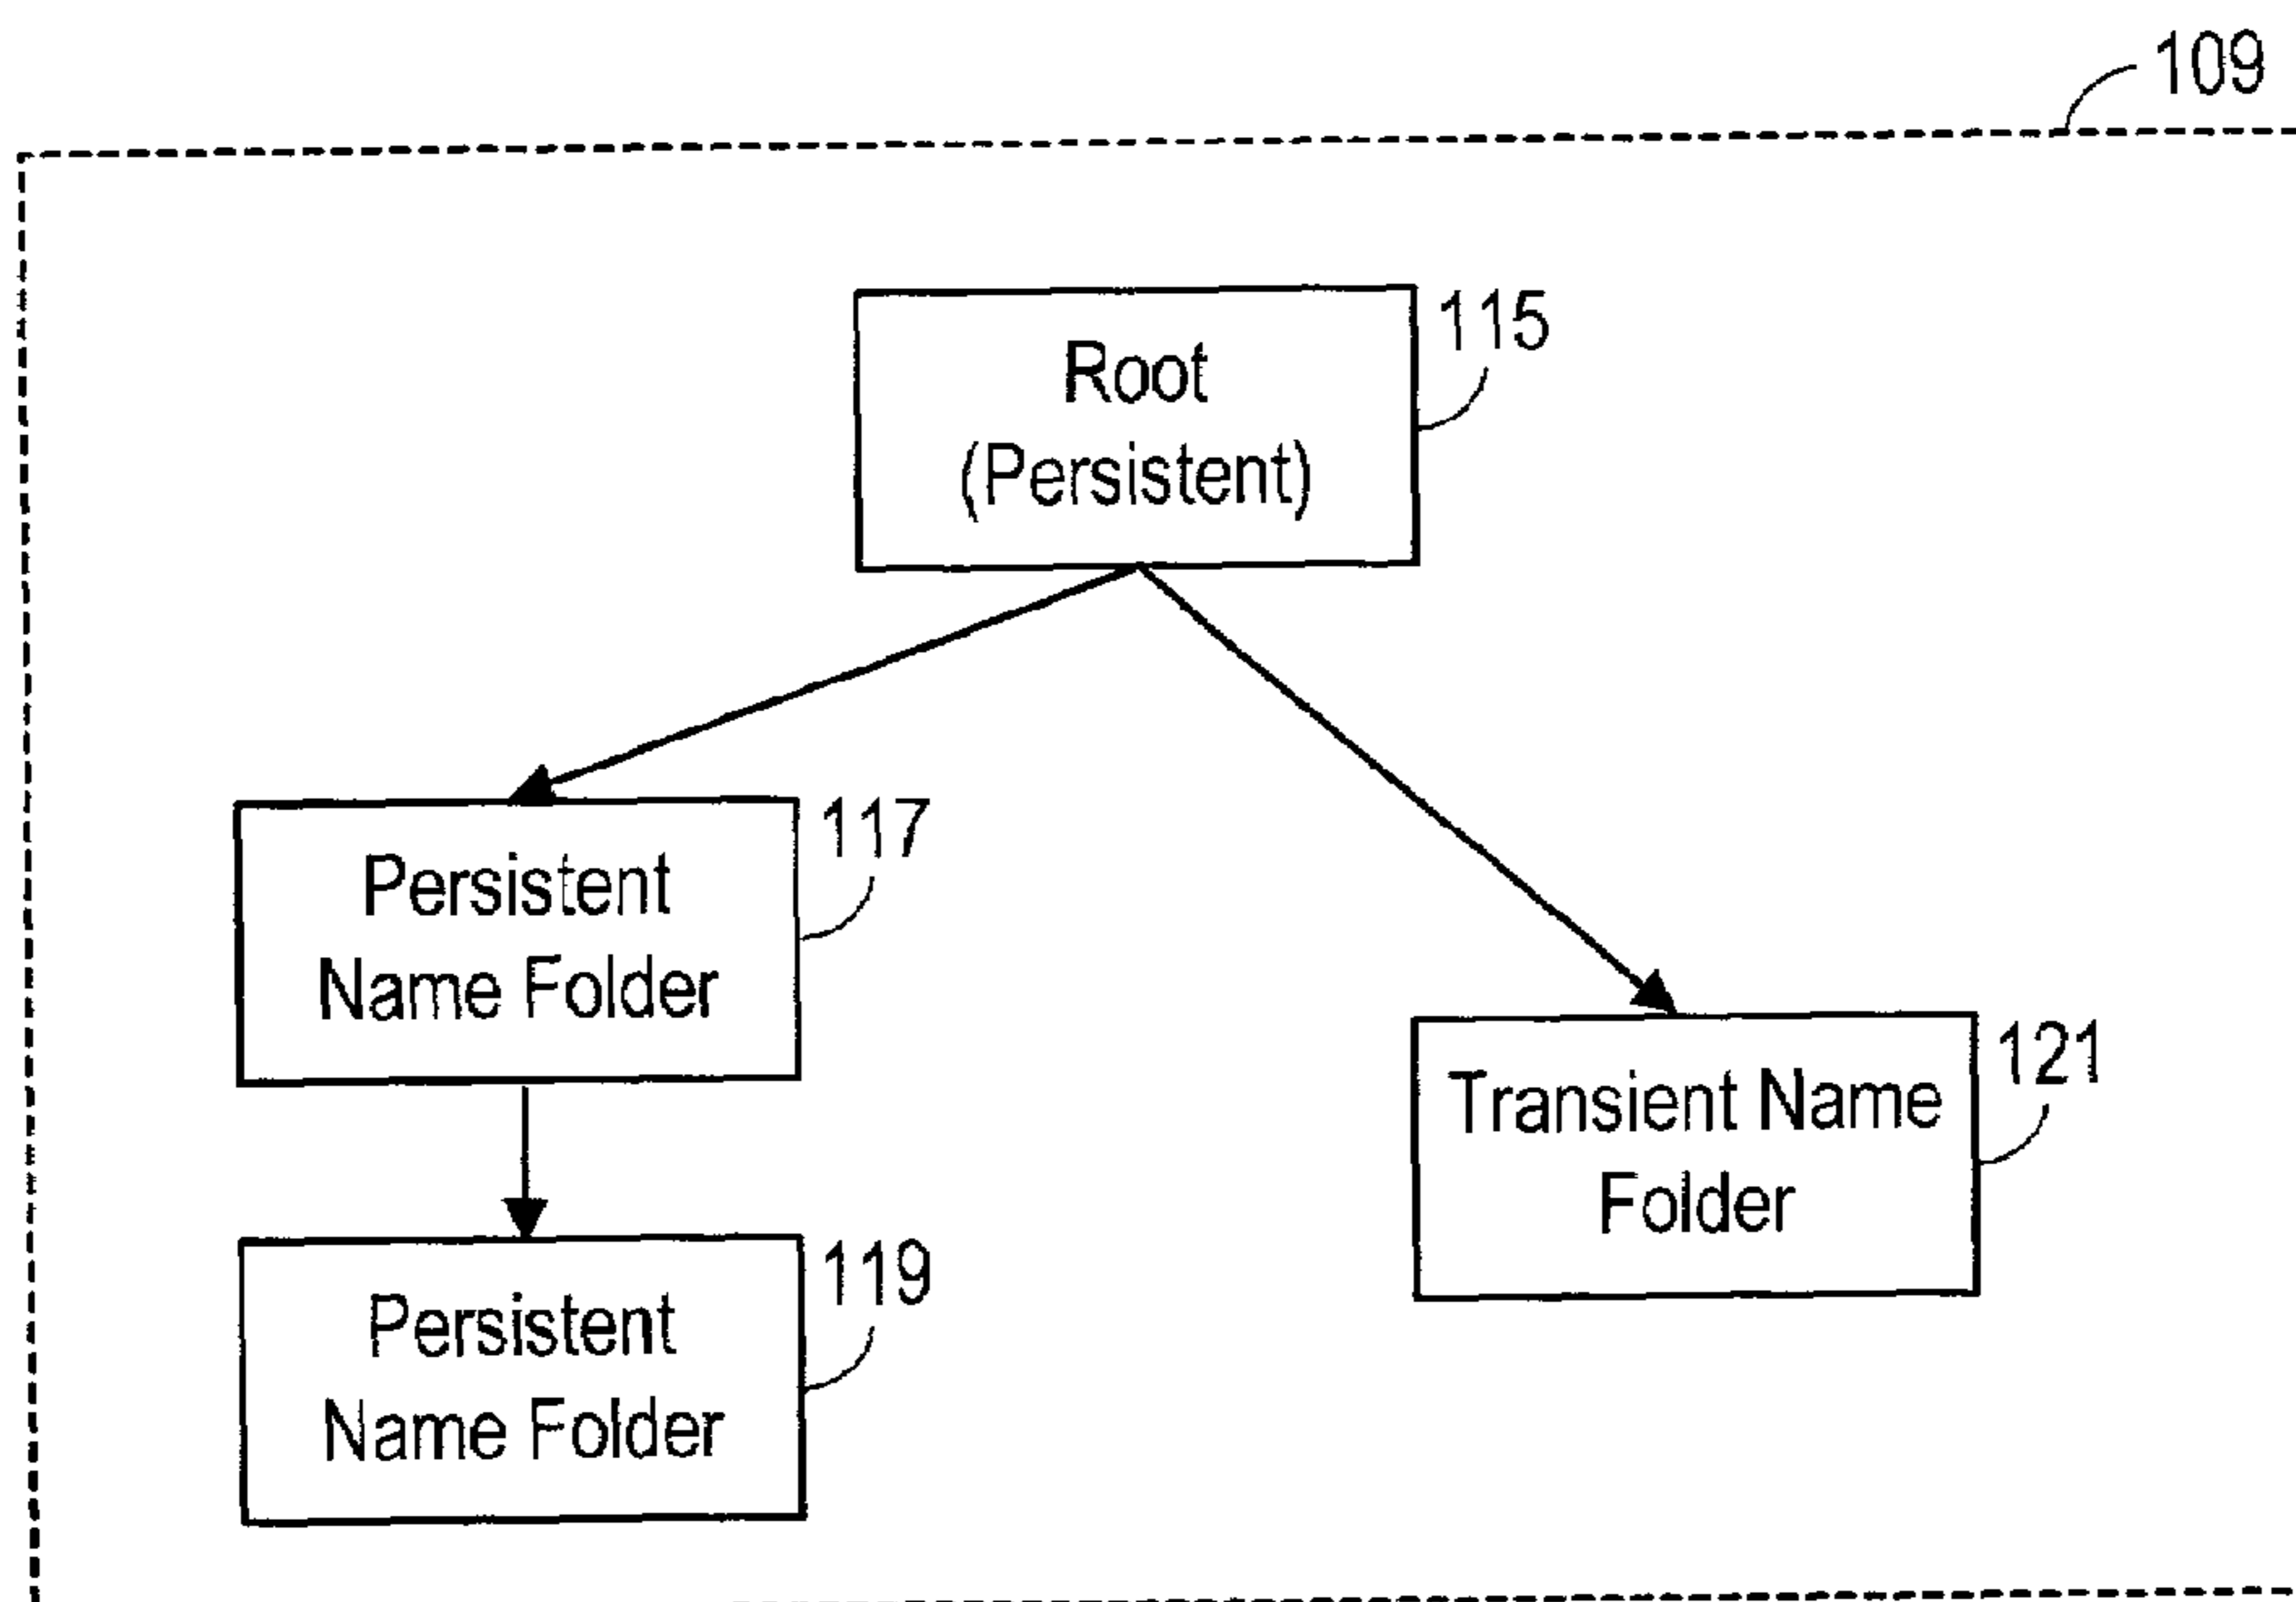 109
Root
(Persistent)
115
Persistent
Name Folder
117
Transient Name
Folder
121
Persistent
Name Folder
119